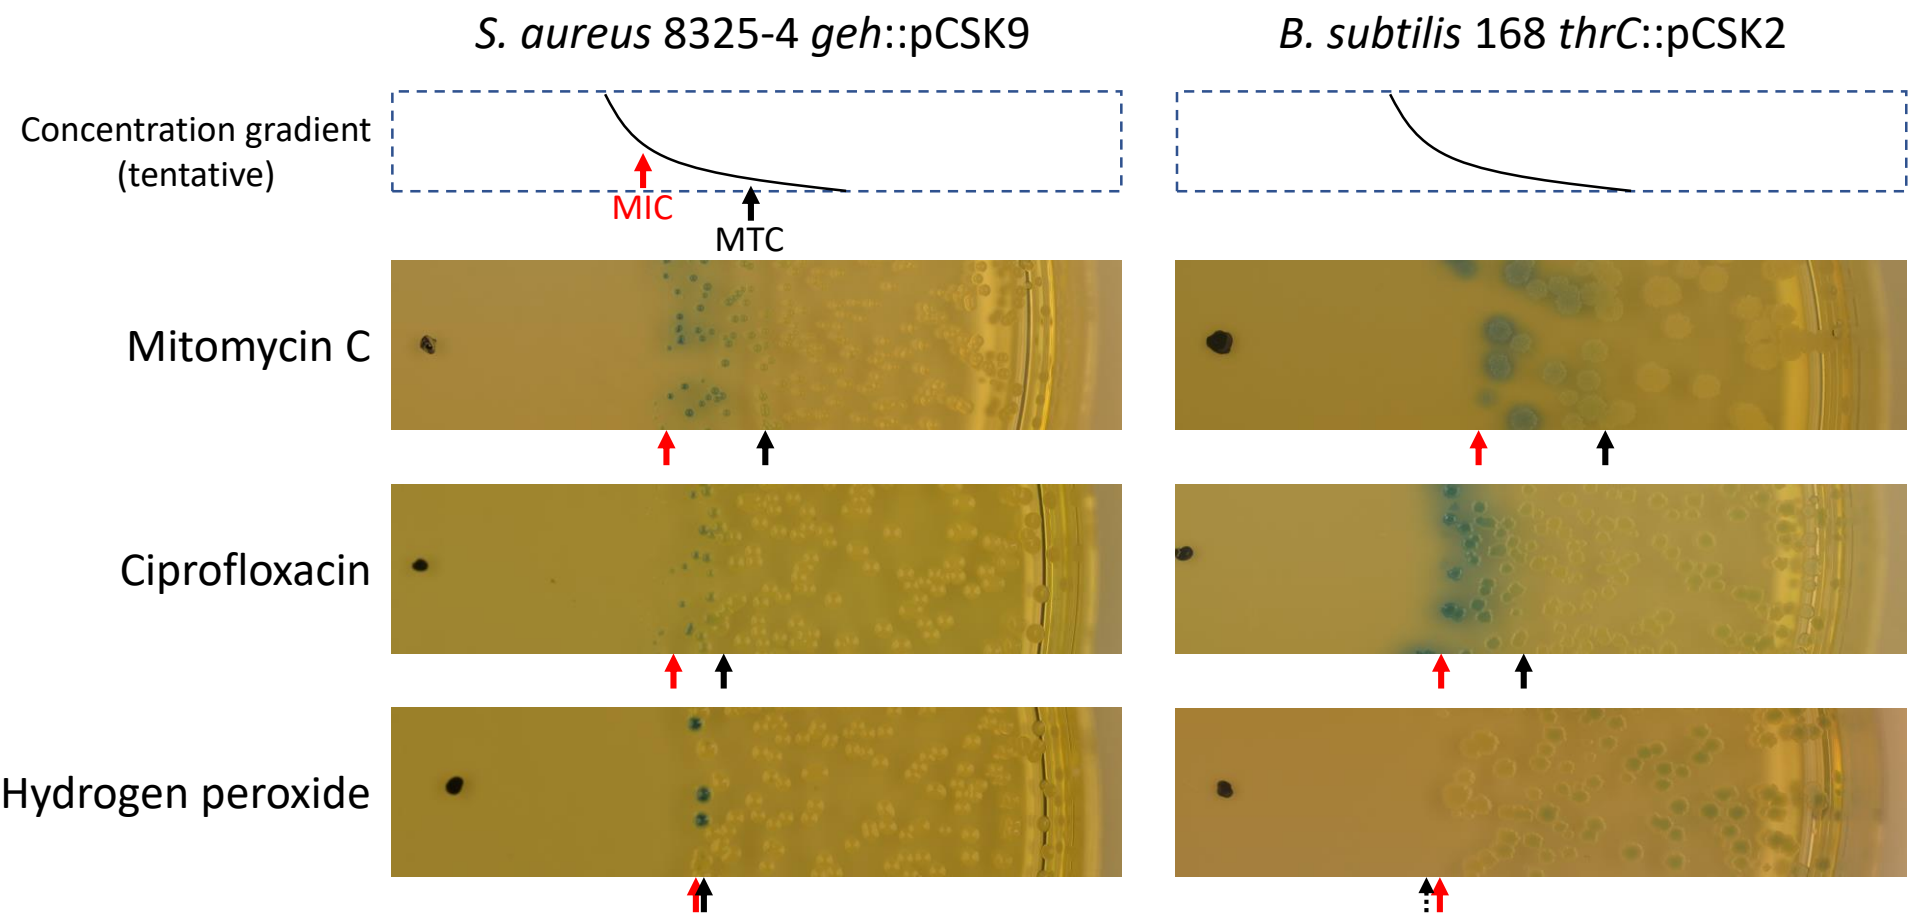 S. aureus 8325-4 geh::pCSK9
B. subtilis 168 thrC::pCSK2
Concentration gradient
(tentative)
MIC
MTC
Mitomycin C
Ciprofloxacin
Hydrogen peroxide